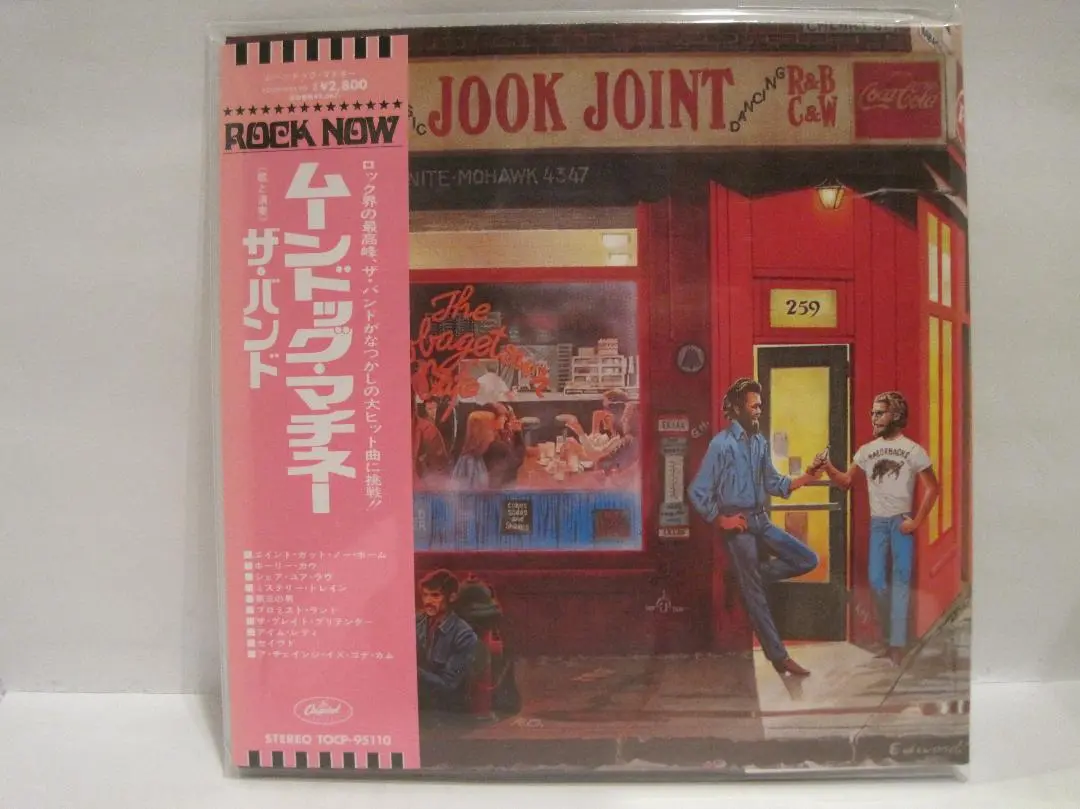 ¥2,800
ROCK NOW
ロック界の最高峰、ザ・バンドがなつかしの大ヒット曲に挑戦!!
ムーンドッグ・マチネー
ザ・バンド
■エイント・ガット・ノー・ホーム
■ホーリー・カウ
■シェア・ユア・ラヴ
■ミステリー・トレイン
■第三の男
■プロミスト・ランド
■ザ・グレイト・プリテンダー
■アイム・レディ
■セイヴド
■ア・チェインジ・イズ・ゴナ・カム
Capitol
STEREO TOCP-95110
JOOK JOINT
DANCING
R&B
C&W
Coca-Cola
NITE-MOHAWK 4347
The
259
RAZORBACKS